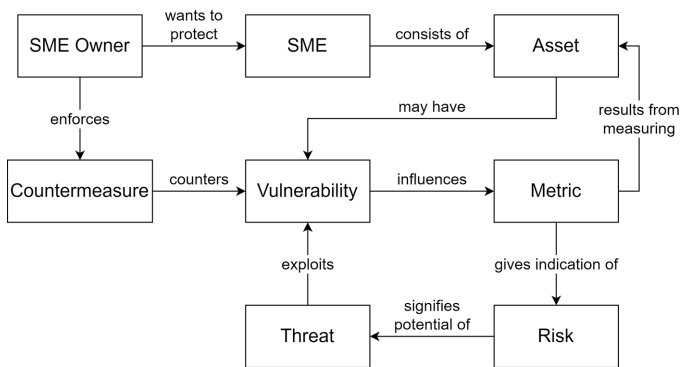 wants to
protect
SME Owner
SME
consists of
Asset
enforces
may have
results from
measuring
Countermeasure
counters
Vulnerability
influences
Metric
exploits
gives indication of
signifies
potential of
Threat
Risk